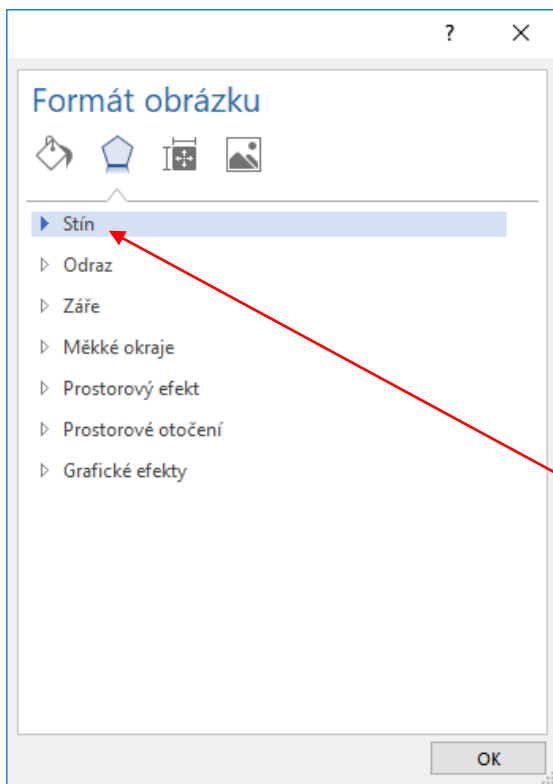 ?
Formát obrázku
Stín
Odraz
Záře
Měkké okraje
Prostorový efekt
Prostorové otočení
Grafické efekty
OK